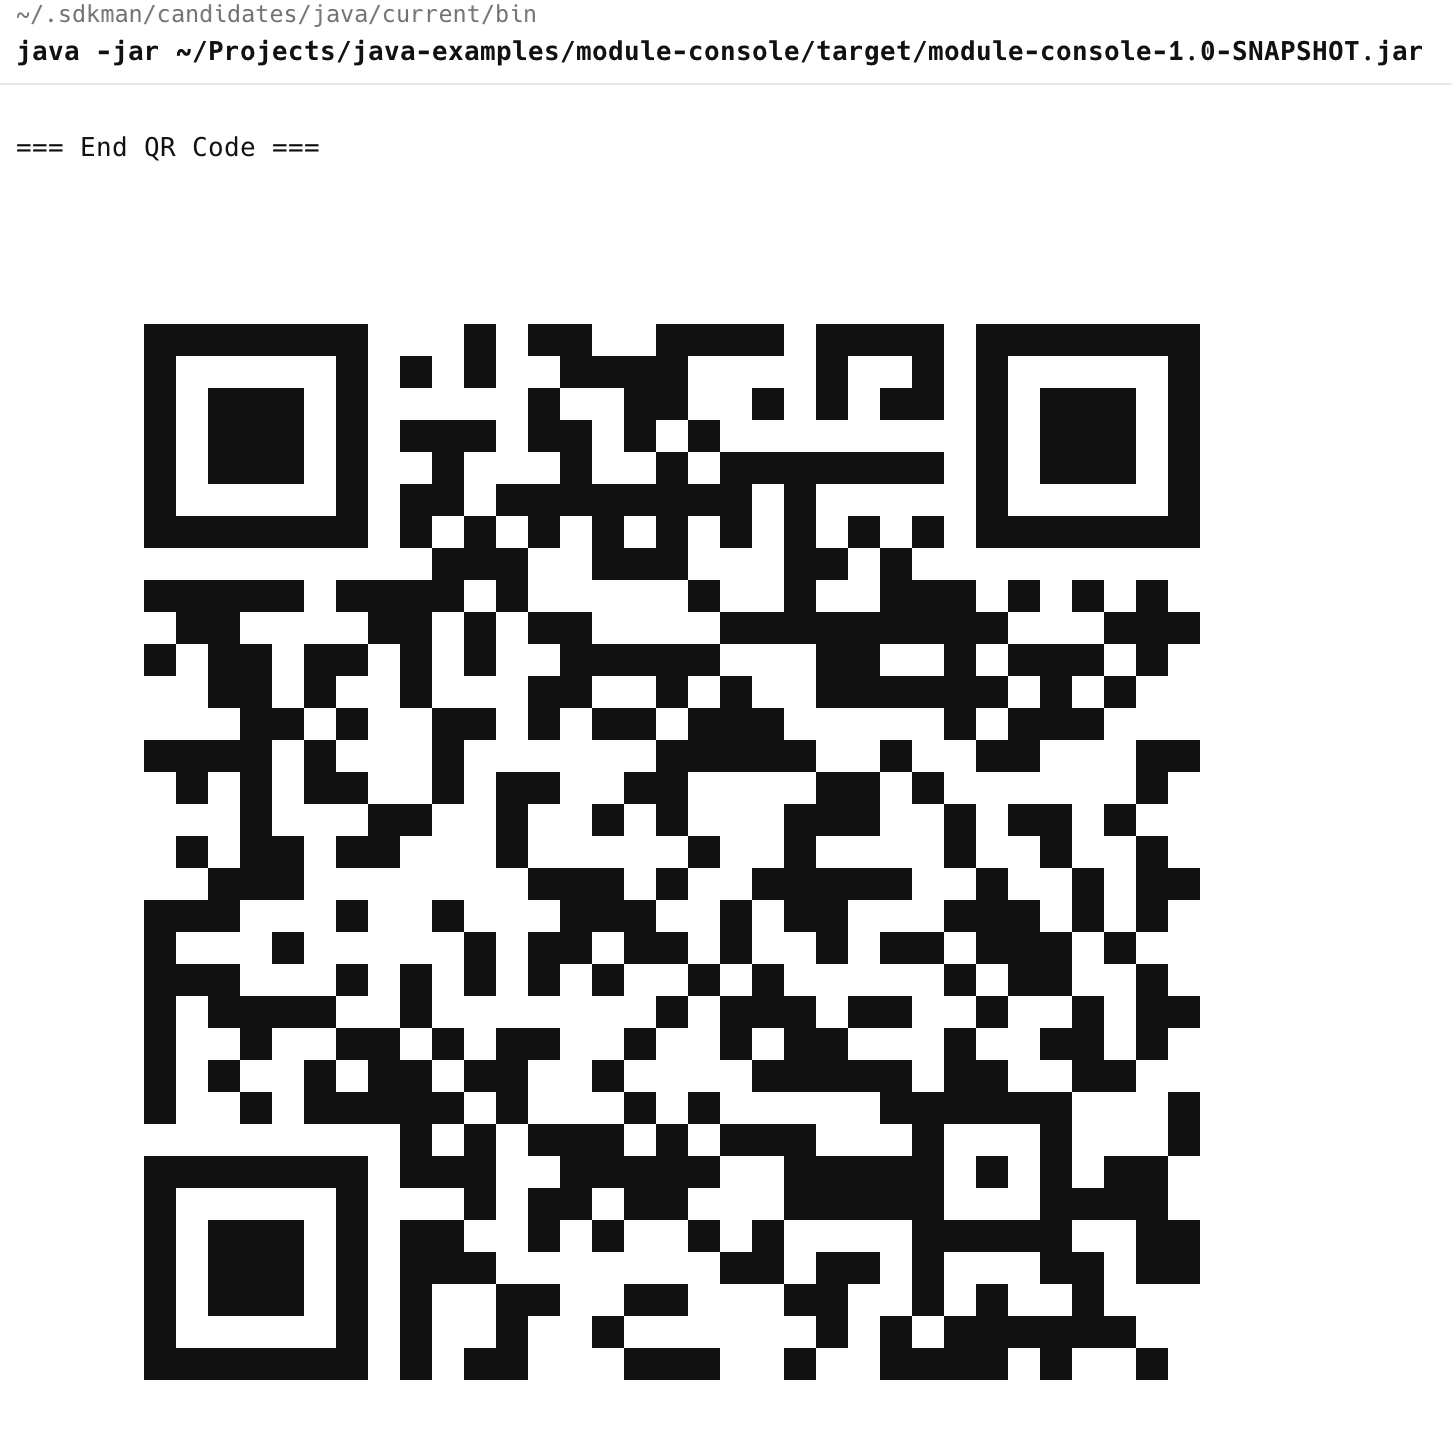 ~/.sdkman/candidates/java/current/bin
java -jar ~/Projects/java-examples/module-console/target/module-console-1.0-SNAPSHOT.jar
=== End QR Code ===